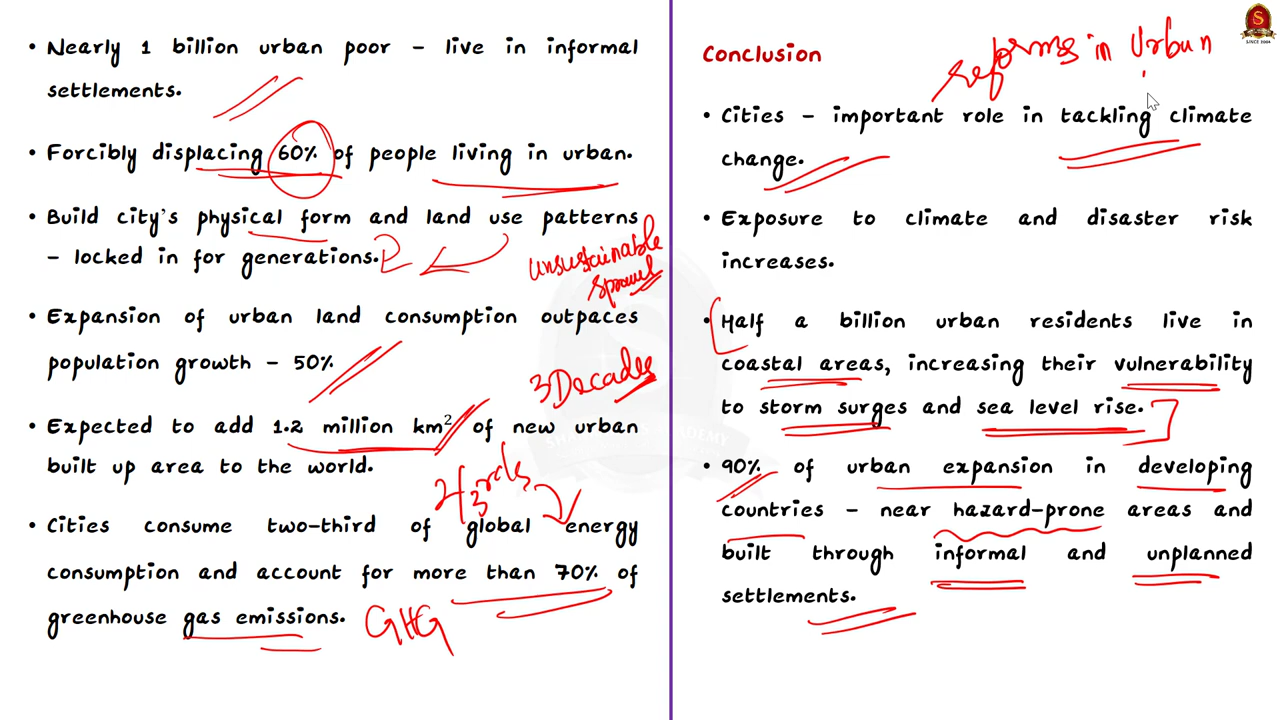 • Nearly 1 billion urban poor – live in informal
settlements.
• Forcibly displacing 60% of people living in urban.
• Build city's physical form and land use patterns
– locked in for generations.
unsustainable
sprawl
• Expansion of urban land consumption outpaces
population growth – 50%
3 Decades
• Expected to add 1.2 million km² of new urban
built up area to the world.
2/3rds
• Cities consume two-third of global energy
consumption and account for more than 70% of
greenhouse gas emissions.
GHG
S
SINCE 2004
reforms in Urban
Conclusion
• Cities – important role in tackling climate
change.
• Exposure to climate and disaster risk
increases.
• Half a billion urban residents live in
coastal areas, increasing their vulnerability
to storm surges and sea level rise.
• 90% of urban expansion in developing
countries – near hazard-prone areas and
built through informal and unplanned
settlements.